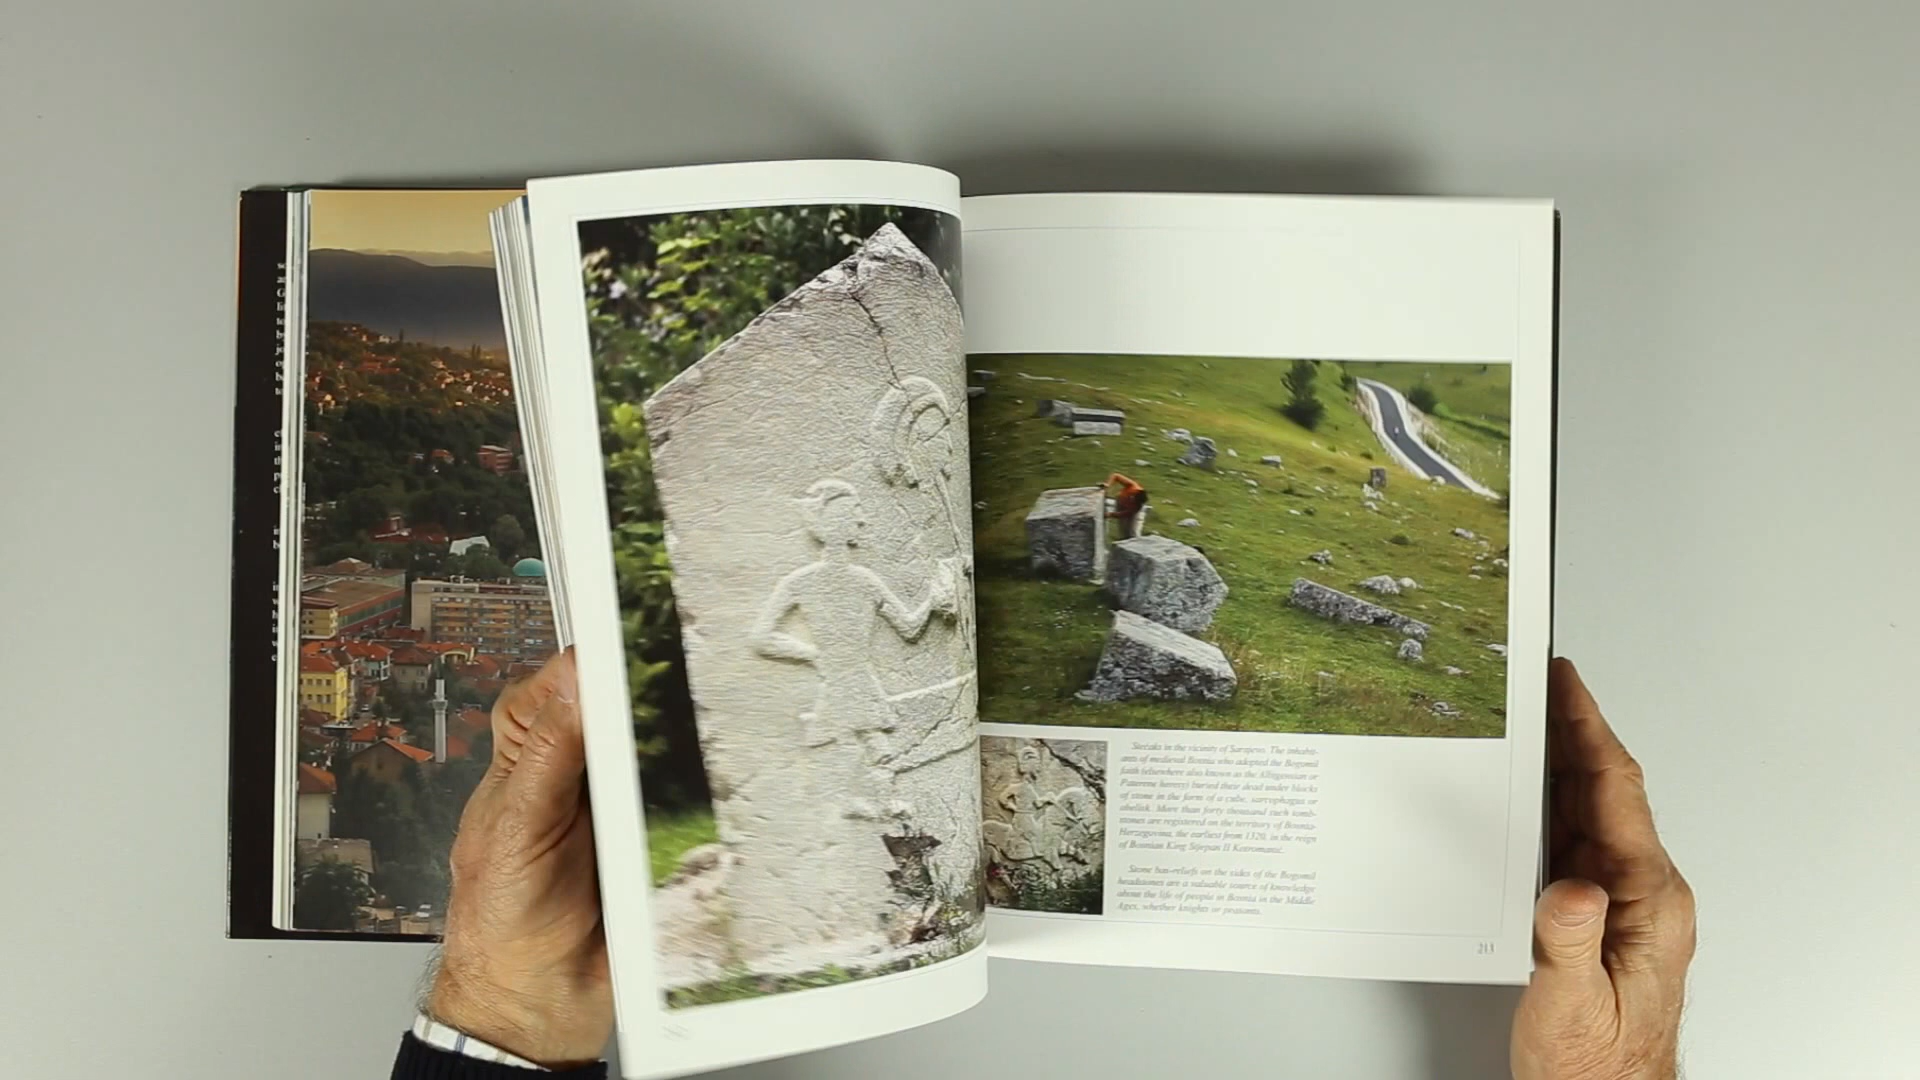 Stećaks in the vicinity of Sarajevo. The inhabit-
ants of medieval Bosnia who adopted the Bogomil
faith (elsewhere also known as the Albigensian or
Patarene heresy) buried their dead under blocks
of stone in the form of a cube, sarcophagus or
obelisk. More than forty thousand such tomb-
stones are registered on the territory of Bosnia-
Herzegovina, the earliest from 1320, in the reign
of Bosnian King Stjepan II Kotromanić.
Stone bas-reliefs on the sides of the Bogomil
headstones are a valuable source of knowledge
about the life of people in Bosnia in the Middle
Ages, whether knights or peasants.
213